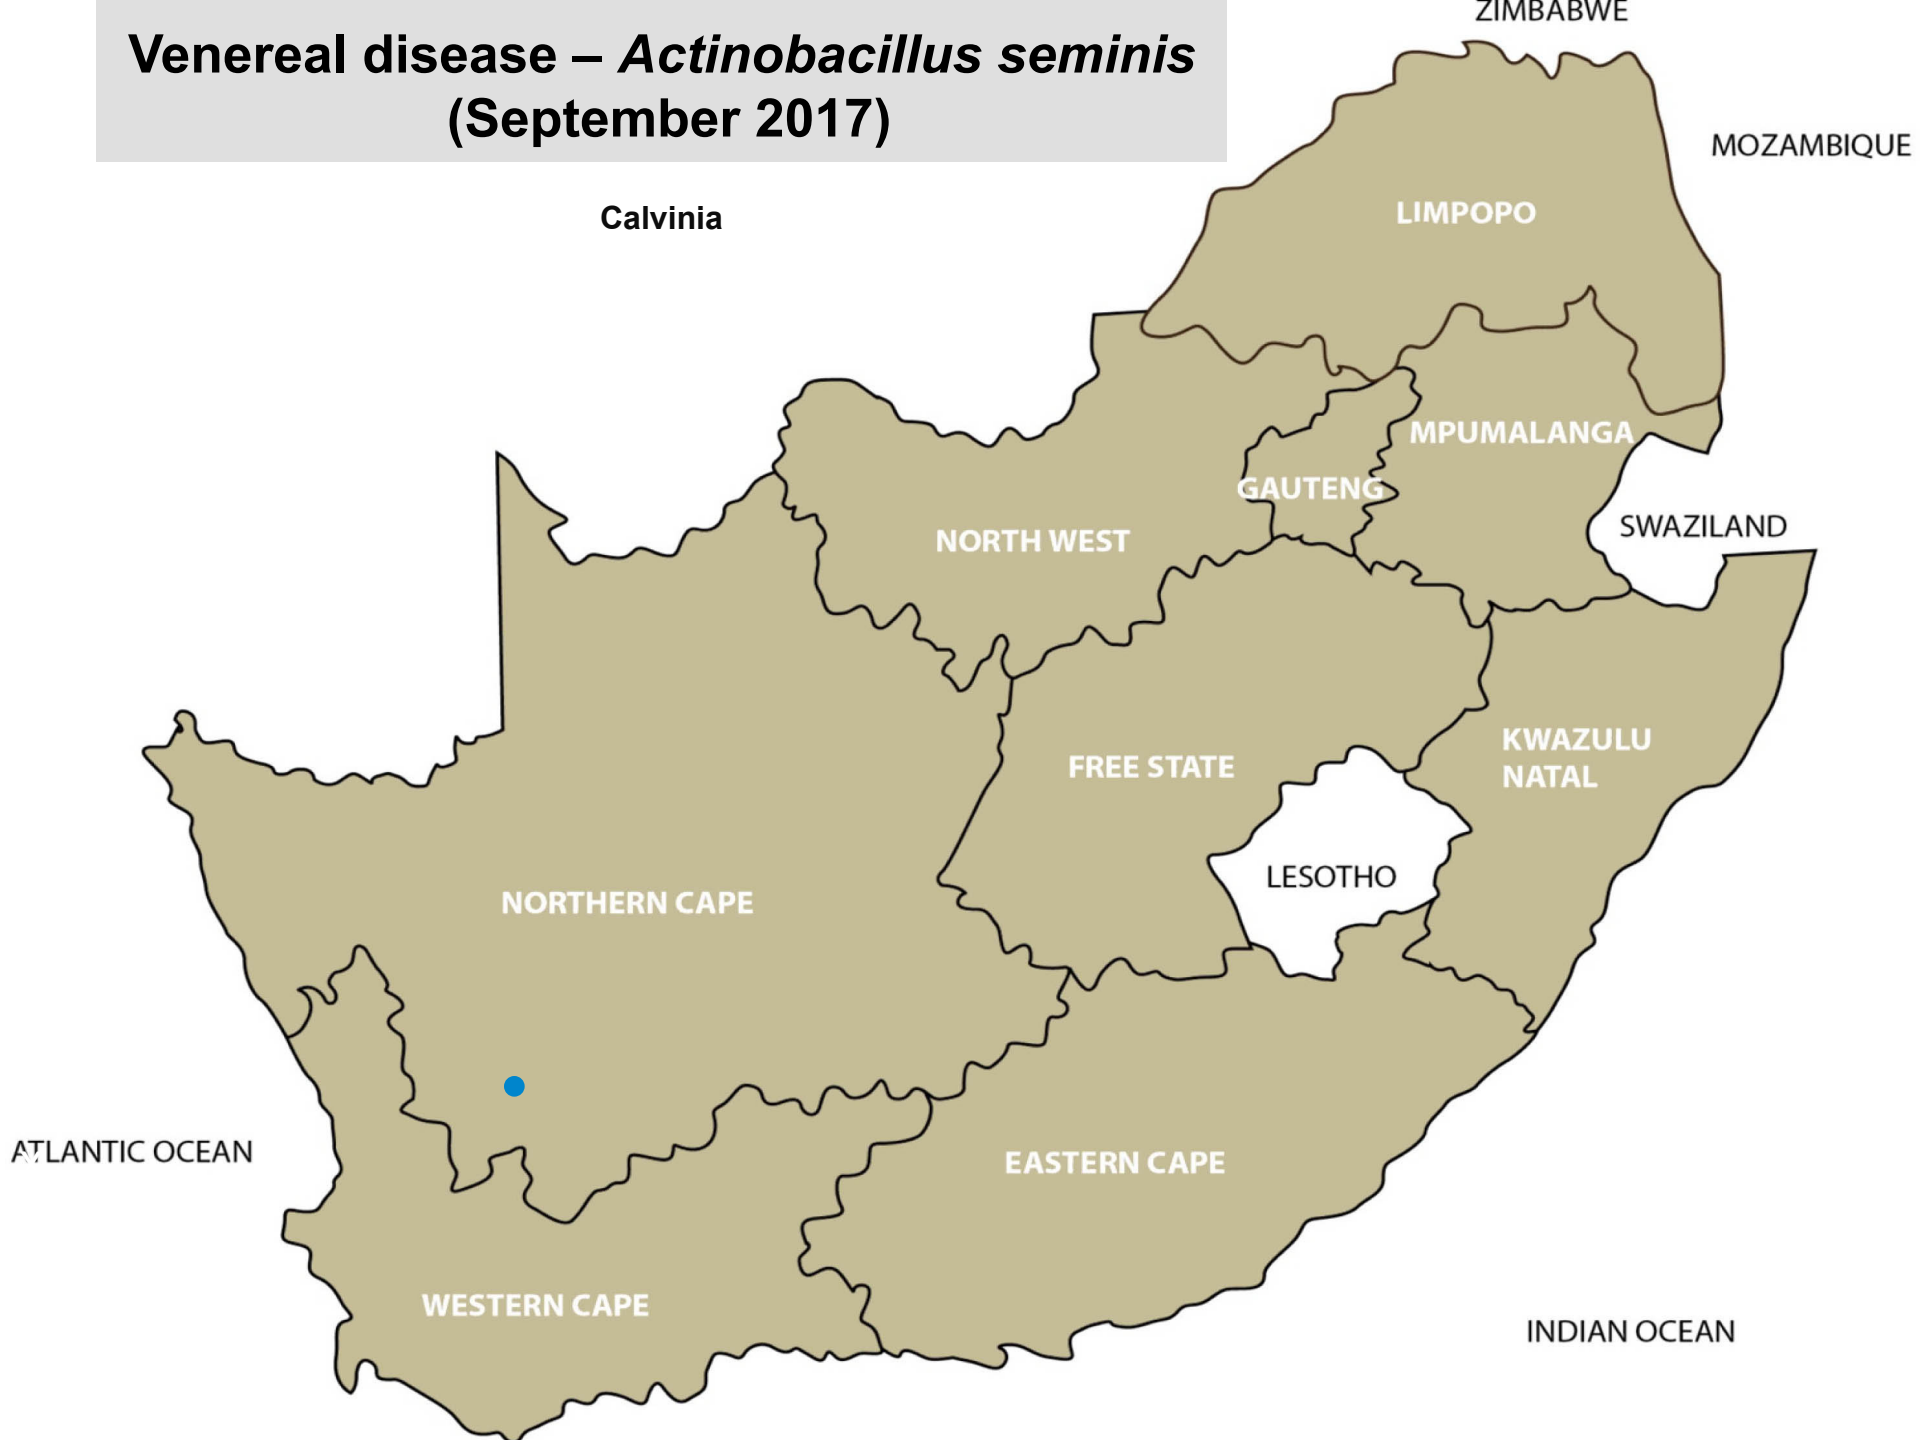 Venereal disease – Actinobacillus seminis
(September 2017)
Calvinia
ZIMBABWE
MOZAMBIQUE
LIMPOPO
MPUMALANGA
GAUTENG
NORTH WEST
SWAZILAND
KWAZULU
NATAL
FREE STATE
LESOTHO
NORTHERN CAPE
ATLANTIC OCEAN
EASTERN CAPE
WESTERN CAPE
INDIAN OCEAN